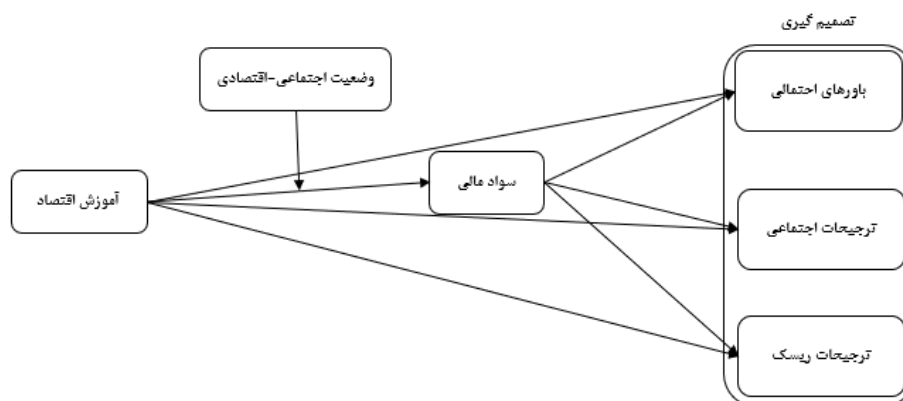 تصمیم گیری
وضعیت اجتماعی-اقتصادی
باورهای احتمالی
سواد مالی
آموزش اقتصاد
ترجیحات اجتماعی
ترجیحات ریسک